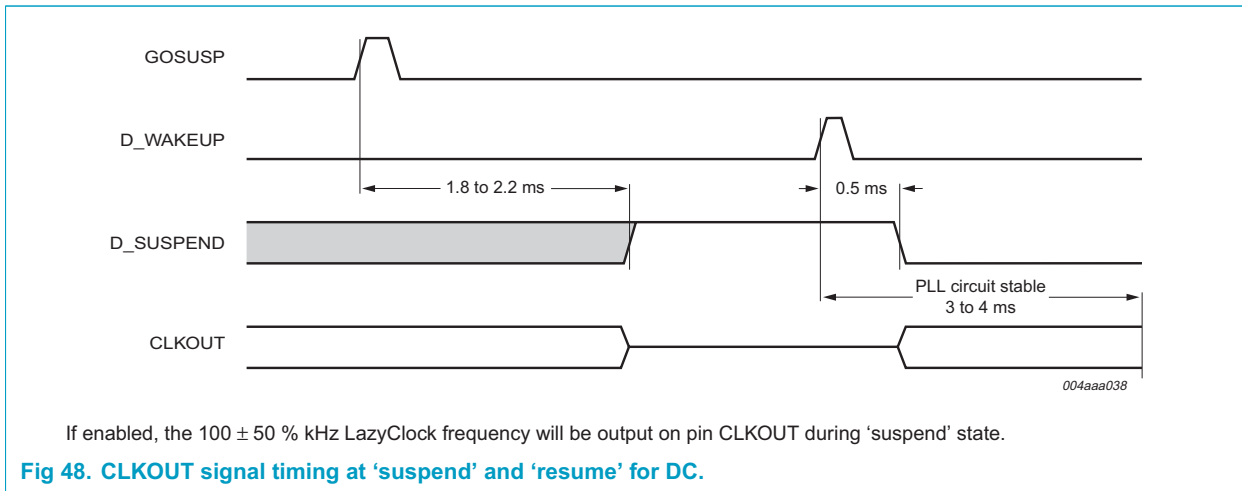 GOSUSP
D_WAKEUP
1.8 to 2.2 ms
0.5 ms
D_SUSPEND
PLL circuit stable
3 to 4 ms
CLKOUT
004aaa038
If enabled, the 100 ± 50 % kHz LazyClock frequency will be output on pin CLKOUT during ‘suspend’ state.
Fig 48. CLKOUT signal timing at ‘suspend’ and ‘resume’ for DC.